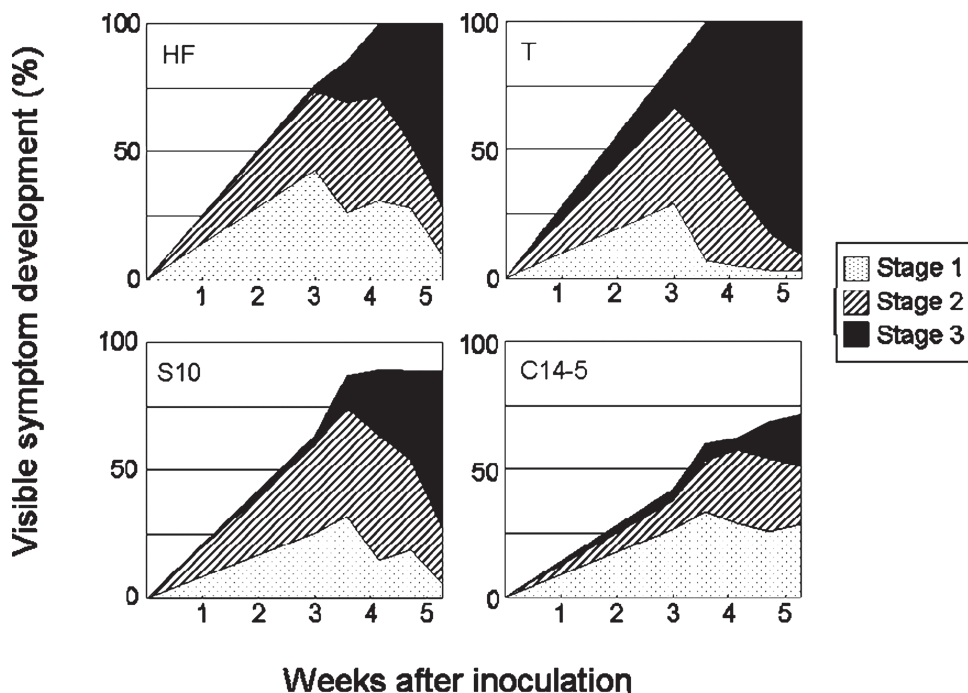 Visible symptom development (%)
100
HF
50
0
1 2 3 4 5
100
T
50
0
1 2 3 4 5
100
S10
50
0
1 2 3 4 5
100
C14-5
50
0
1 2 3 4 5
Stage 1
Stage 2
Stage 3
Weeks after inoculation